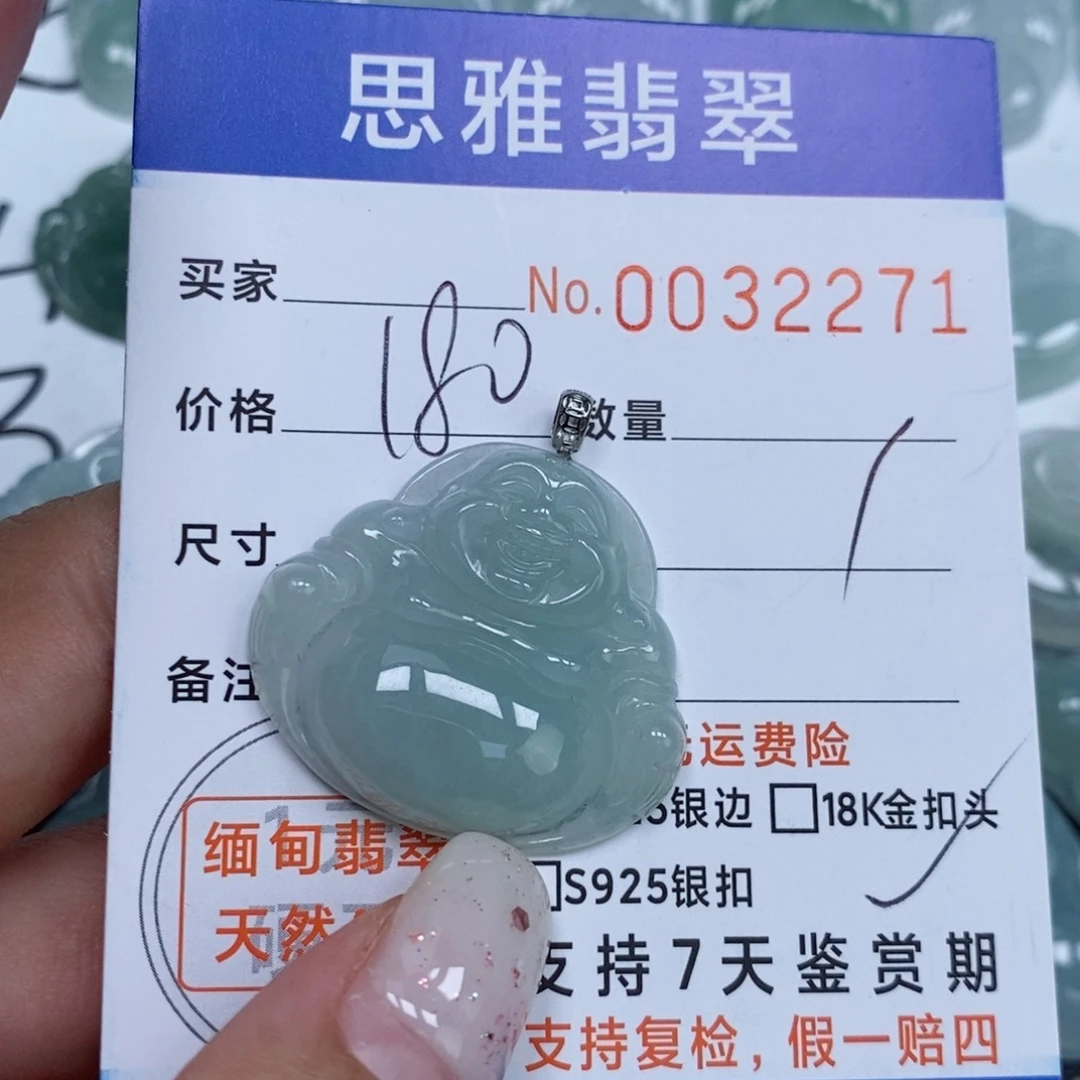 思雅翡翠
买家 No.0032271
价格 180 数量 1
尺寸
备注
运费险
银边 □18K金扣头
□S925银扣
缅甸翡翠
天然
支持7天鉴赏期
支持复检,假一赔四